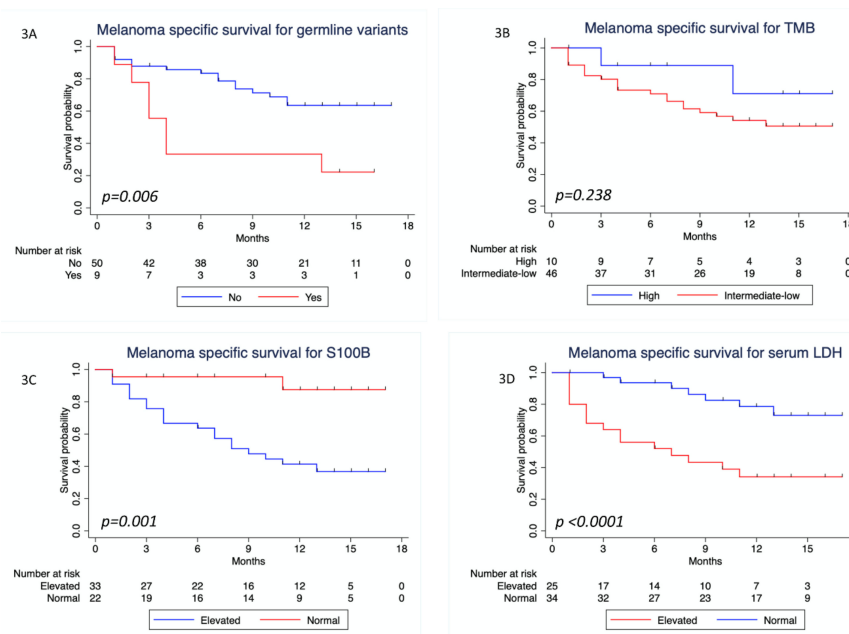 3A
Melanoma specific survival for germline variants
Survival probability
1.0
0.8
0.6
0.4
0.2
0.0
p=0.006
0 3 6 9 12 15 18
Months
Number at risk
No 50 42 38 30 21 11 0
Yes 9 7 3 3 3 1 0
No Yes
3B
Melanoma specific survival for TMB
Survival probability
1.0
0.8
0.6
0.4
0.2
0.0
p=0.238
0 3 6 9 12 15 18
Months
Number at risk
High 10 9 7 5 4 3 0
Intermediate-low 46 37 31 26 19 8 0
High Intermediate-low
3C
Melanoma specific survival for S100B
Survival probability
1.0
0.8
0.6
0.4
0.2
0.0
p=0.001
0 3 6 9 12 15 18
Months
Number at risk
Elevated 33 27 22 16 12 5 0
Normal 22 19 16 14 9 5 0
Elevated Normal
3D
Melanoma specific survival for serum LDH
Survival probability
1.0
0.8
0.6
0.4
0.2
0.0
p <0.0001
0 3 6 9 12 15
Months
Number at risk
Elevated 25 17 14 10 7 3
Normal 34 32 27 23 17 9
Elevated Normal